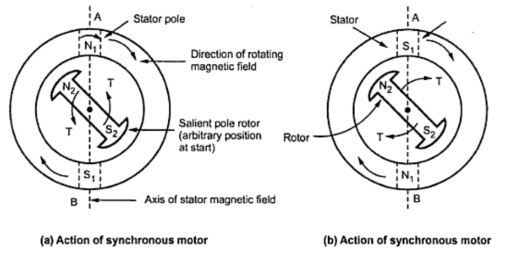 A
Stator pole
N1
Direction of rotating
magnetic field
N2
T
T
S2
Salient pole rotor
(arbitrary position
at start)
S1
B
Axis of stator magnetic field
(a) Action of synchronous motor
Stator
A
S1
N2
T
T
S2
Rotor
N1
B
(b) Action of synchronous motor